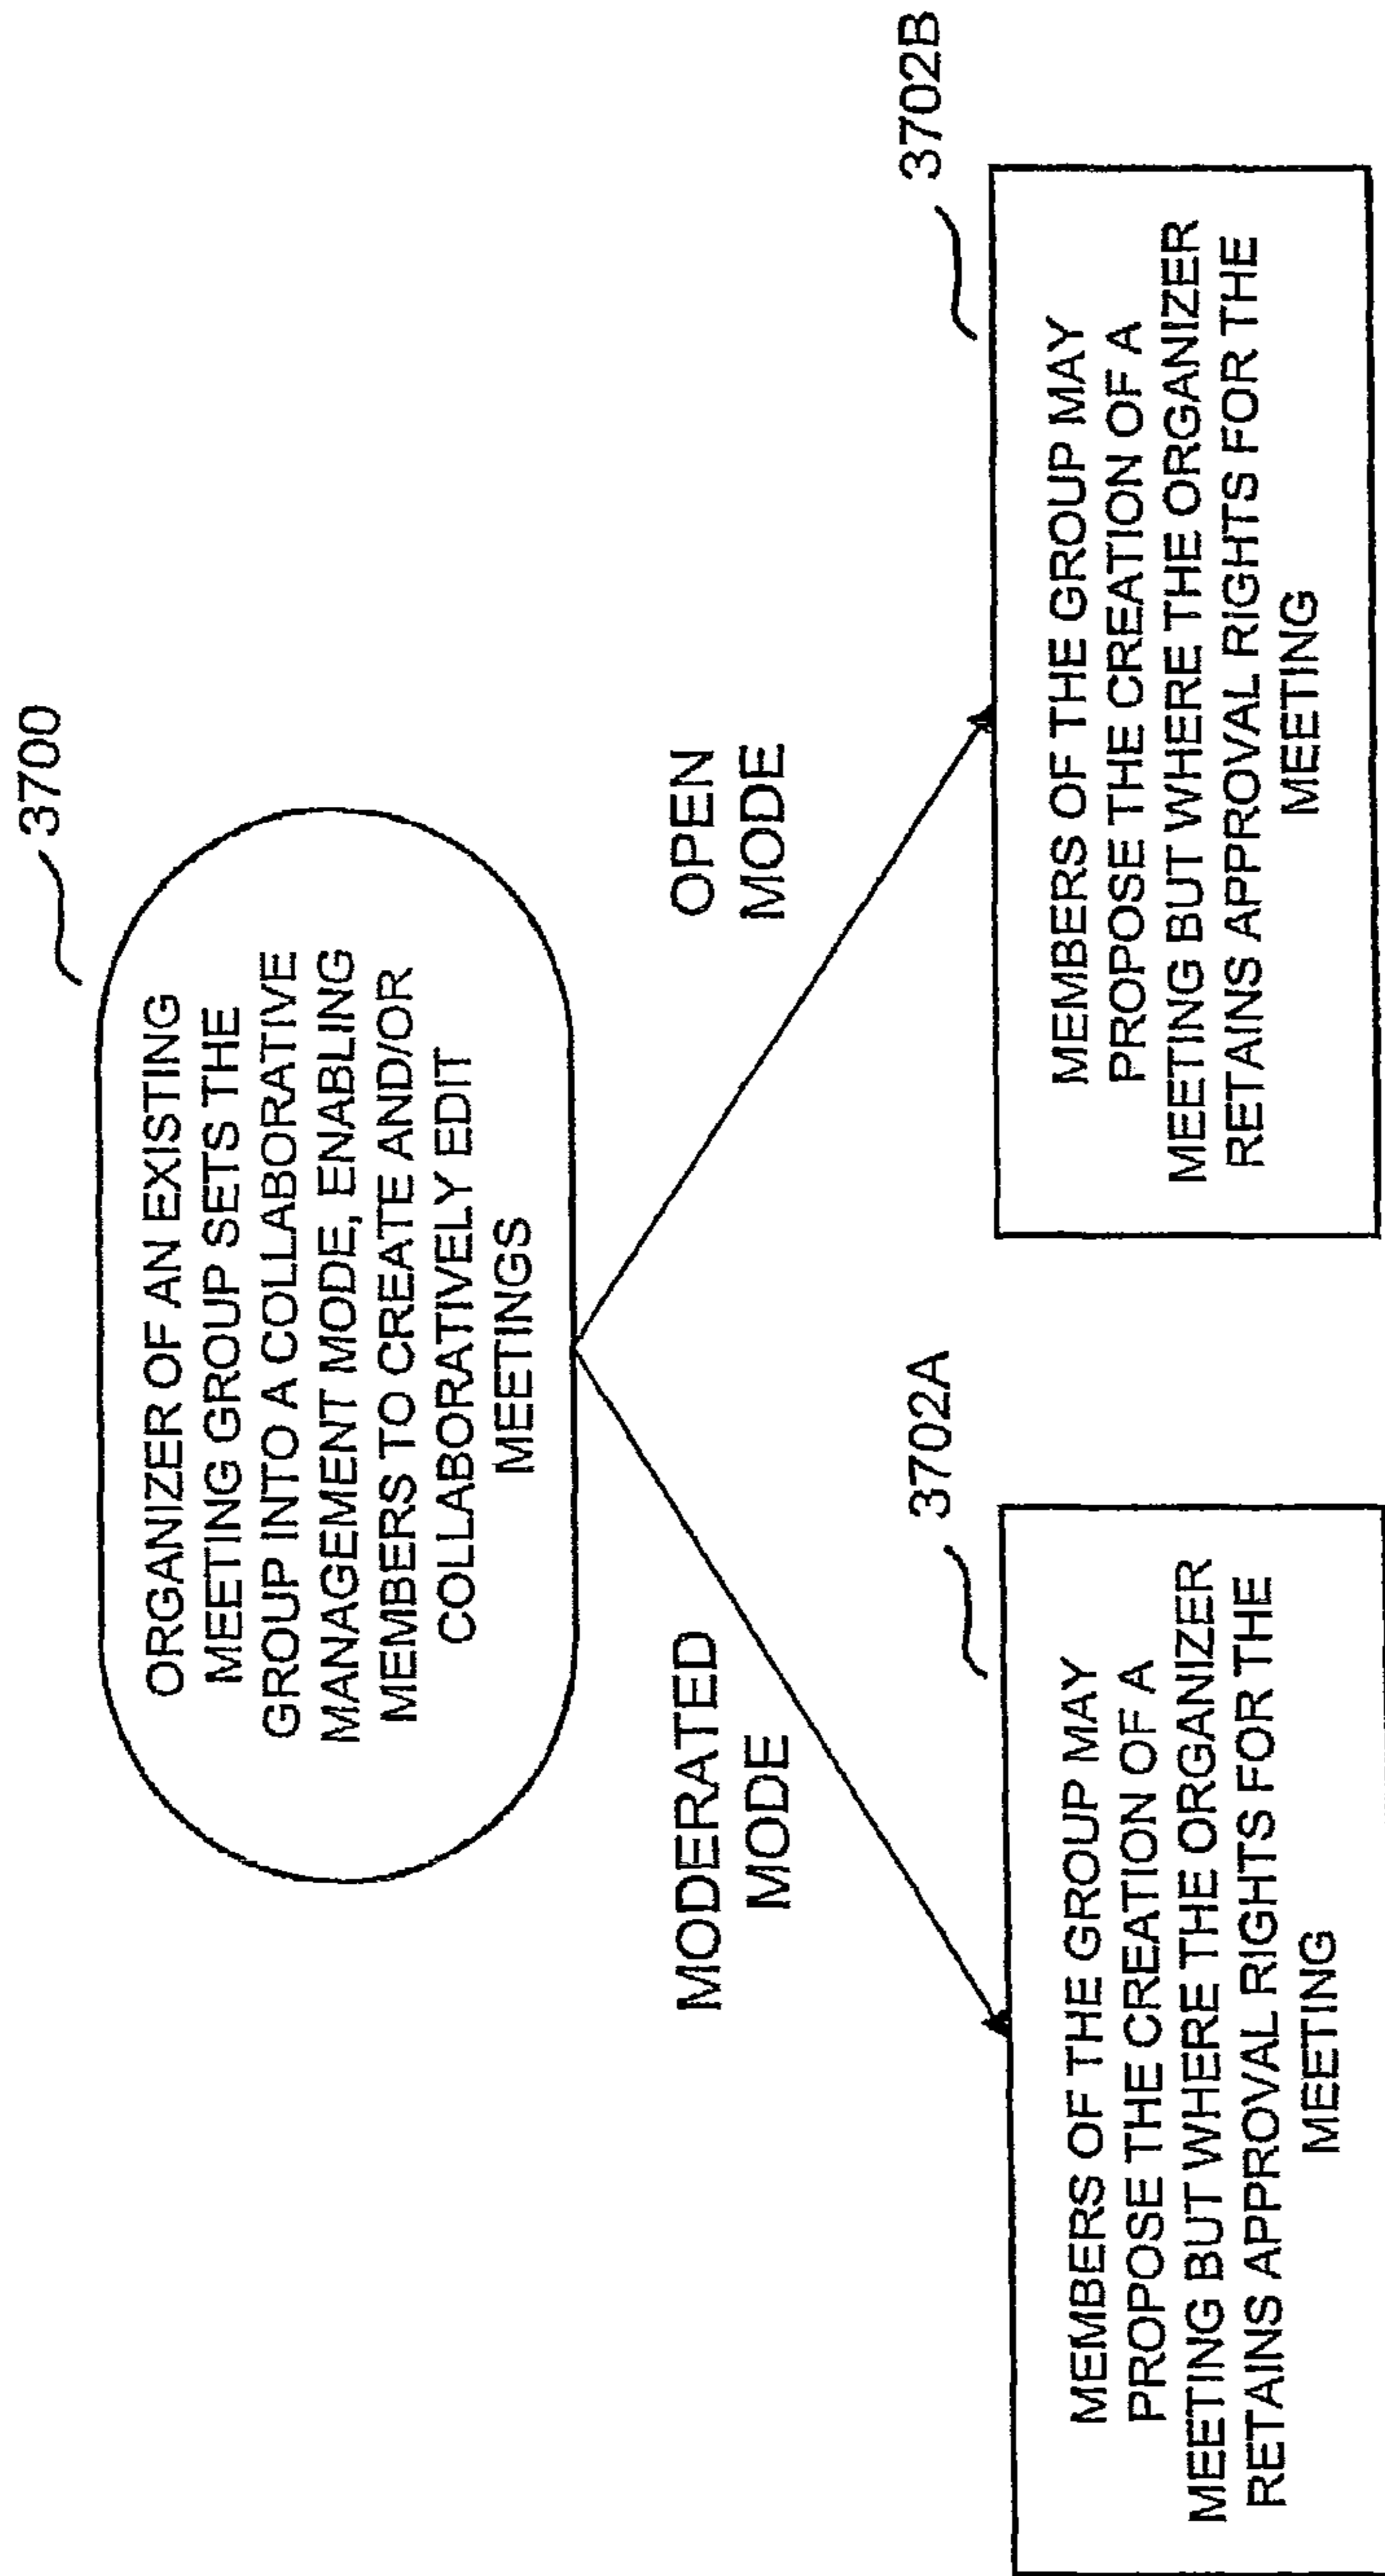 3700
ORGANIZER OF AN EXISTING
MEETING GROUP SETS THE
GROUP INTO A COLLABORATIVE
MANAGEMENT MODE, ENABLING
MEMBERS TO CREATE AND/OR
COLLABORATIVELY EDIT
MEETINGS
MODERATED
MODE
OPEN
MODE
3702A
MEMBERS OF THE GROUP MAY
PROPOSE THE CREATION OF A
MEETING BUT WHERE THE ORGANIZER
RETAINS APPROVAL RIGHTS FOR THE
MEETING
3702B
MEMBERS OF THE GROUP MAY
PROPOSE THE CREATION OF A
MEETING BUT WHERE THE ORGANIZER
RETAINS APPROVAL RIGHTS FOR THE
MEETING